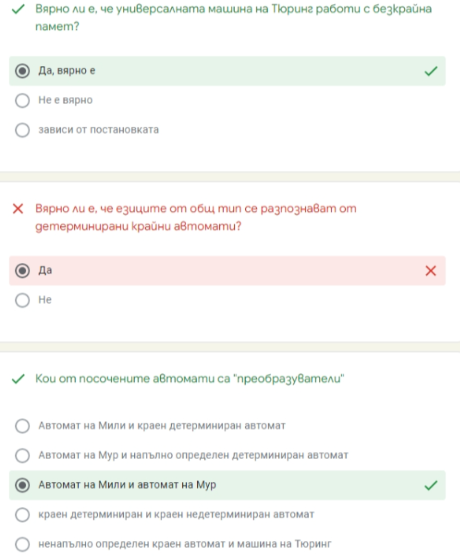 Вярно ли е, че универсалната машина на Тюринг работи с безкрайна
памет?
Да, вярно е
Не е вярно
зависи от постановката
Вярно ли е, че езиците от общ тип се разпознават от
детерминирани крайни автомати?
Да
Не
Кои от посочените автомати са "преобразуватели"
Автомат на Мили и краен детерминиран автомат
Автомат на Мур и напълно определен детерминиран автомат
Автомат на Мили и автомат на Мур
краен детерминиран и краен недетерминиран автомат
ненапълно определен краен автомат и машина на Тюринг